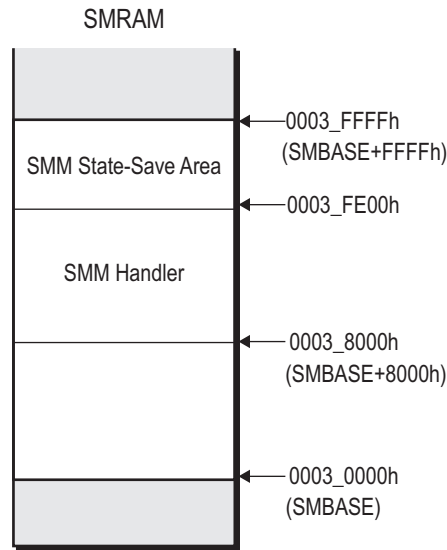 SMRAM
0003_FFFFh
(SMBASE+FFFFh)
SMM State-Save Area
0003_FE00h
SMM Handler
0003_8000h
(SMBASE+8000h)
0003_0000h
(SMBASE)